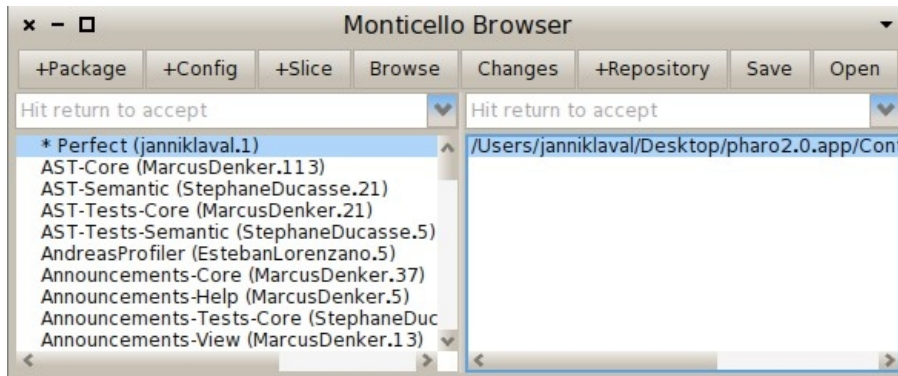 Monticello Browser
+Package +Config +Slice Browse Changes +Repository Save Open
Hit return to accept Hit return to accept
* Perfect (janniklaval.1) /Users/janniklaval/Desktop/pharo2.0.app/Con
AST-Core (MarcusDenker.113)
AST-Semantic (StephaneDucasse.21)
AST-Tests-Core (MarcusDenker.21)
AST-Tests-Semantic (StephaneDucasse.5)
AndreasProfiler (EstebanLorenzano.5)
Announcements-Core (MarcusDenker.37)
Announcements-Help (MarcusDenker.5)
Announcements-Tests-Core (StephaneDuc
Announcements-View (MarcusDenker.13)